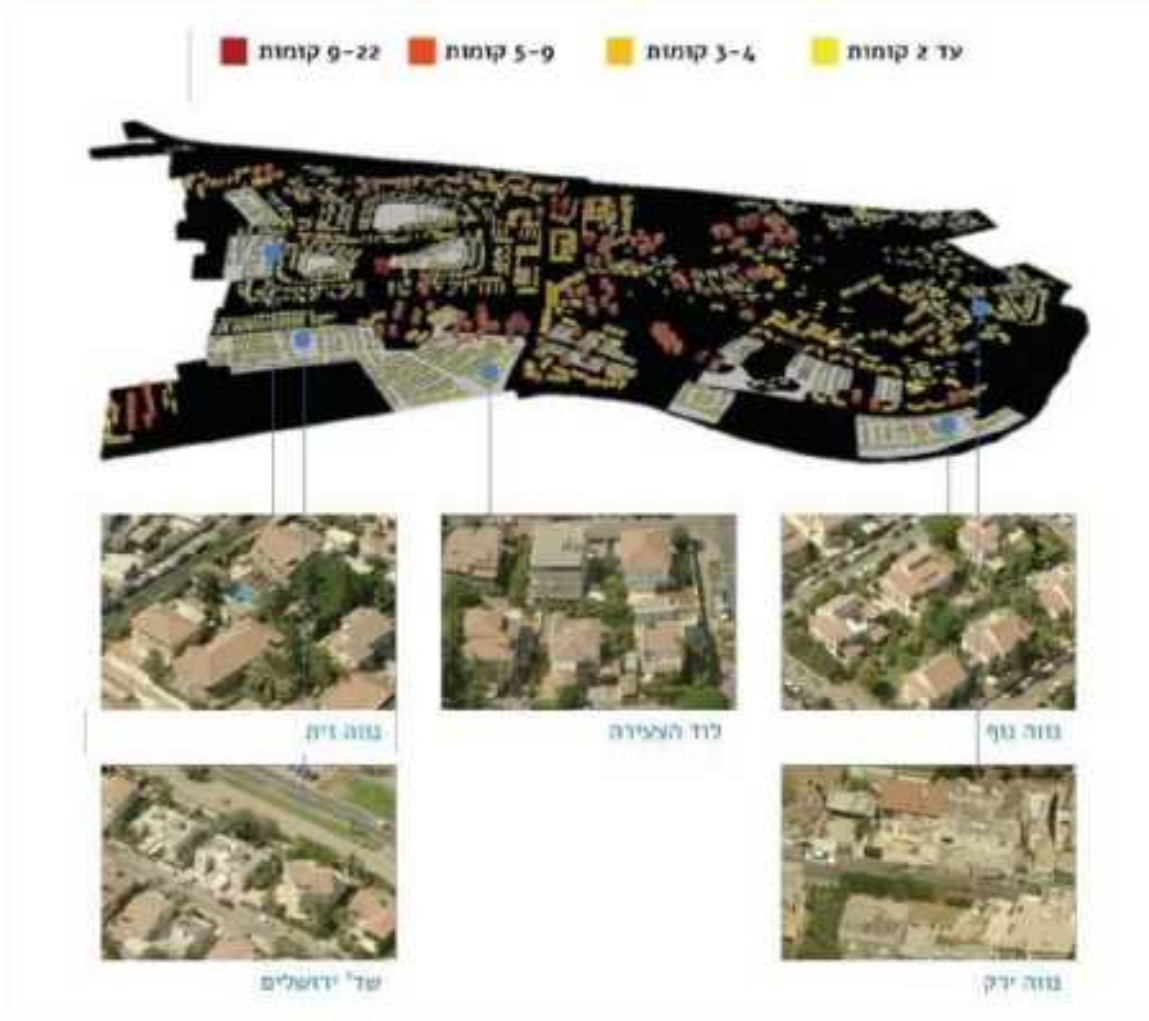 עד 2 קומות
3-4 קומות
5-9 קומות
9-22 קומות
נווה נוף
לוד הצעירה
נווה זית
נווה ירק
שד' ירושלים